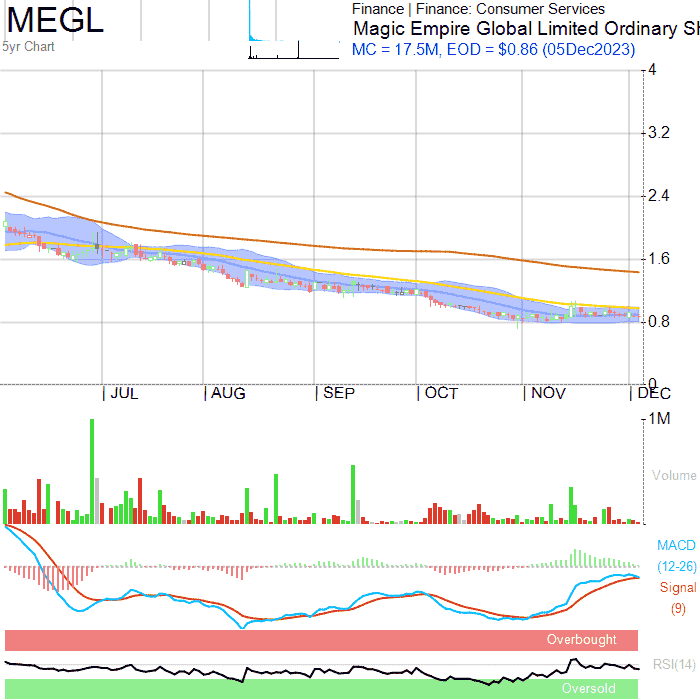 MEGL
5yr Chart
Finance | Finance: Consumer Services
Magic Empire Global Limited Ordinary Sh
MC = 17.5M, EOD = $0.86 (05Dec2023)
4
3.2
2.4
1.6
0.8
0
JUL AUG SEP OCT NOV DEC
1M
Volume
MACD
(12-26)
Signal
(9)
Overbought
RSI(14)
Oversold